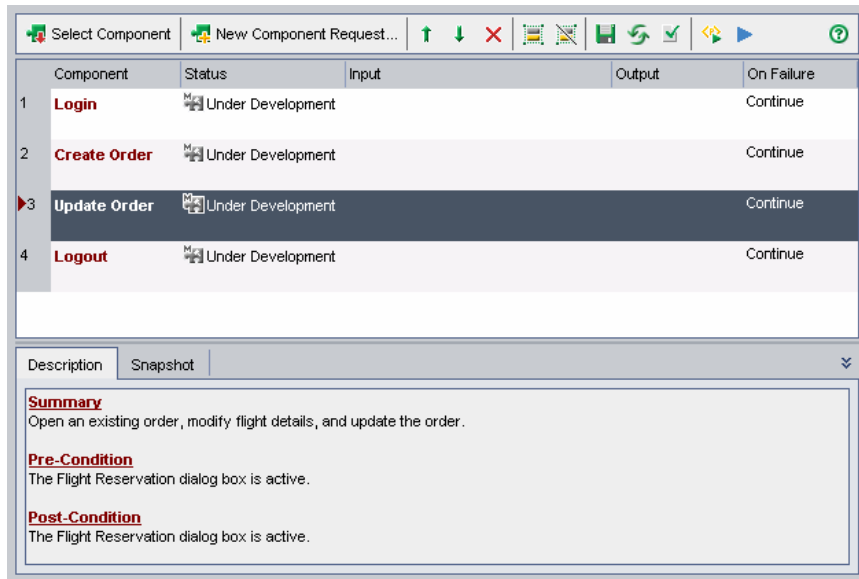 Select Component New Component Request...
Component Status Input Output On Failure
1 Login Under Development Continue
2 Create Order Under Development Continue
3 Update Order Under Development Continue
4 Logout Under Development Continue
Description Snapshot
Summary
Open an existing order, modify flight details, and update the order.
Pre-Condition
The Flight Reservation dialog box is active.
Post-Condition
The Flight Reservation dialog box is active.